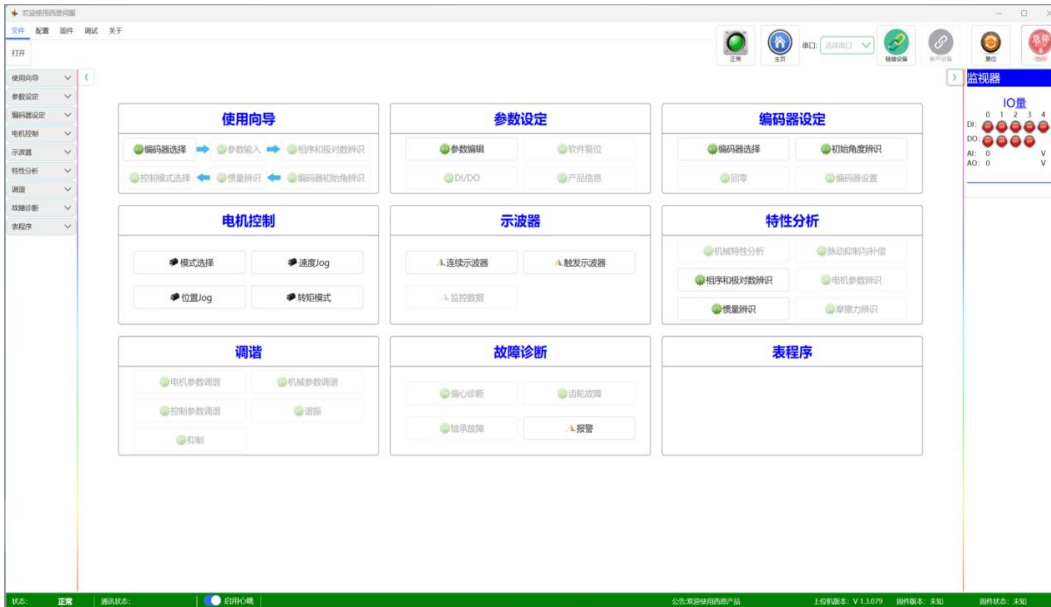 欢迎使用西恩伺服
文件 配置 固件 调试 关于
打开
正常
主页
串口: 选择串口
链接设备
断开设备
复位
急停
使用向导
参数设定
编码器设定
电机控制
示波器
特性分析
调谐
故障诊断
表程序
使用向导
编码器选择 参数输入 相序和极对数辨识
控制模式选择 惯量辨识 编码器初始角辨识
参数设定
参数编辑 软件复位
DI/DO 产品信息
编码器设定
编码器选择 初始角度辨识
回零 编码器设置
电机控制
模式选择 速度Jog
位置Jog 转矩模式
示波器
连续示波器 触发示波器
监控数据
特性分析
机械特性分析 脉动抑制与补偿
相序和极对数辨识 电机参数辨识
惯量辨识 摩擦力辨识
调谐
电机参数调谐 机械参数调谐
控制参数调谐 谐振
抑制
故障诊断
偏心诊断 齿轮故障
轴承故障 报警
表程序
监视器
IO量
0 1 2 3 4
DI:
DO:
AI: 0 V
AO: 0 V
状态: 正常 通讯状态: 启用心跳 公告:欢迎使用西恩产品 上位机版本: V 1.3.079 固件版本: 未知 固件状态: 未知